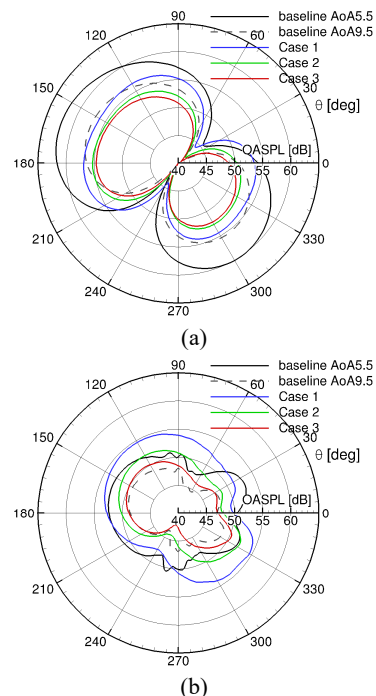 90
baseline AoA5.5
120
60
baseline AoA9.5
Case 1
Case 2
150
30
Case 3
θ [deg]
OASPL [dB]
180
40 45 50 55 60
0
210
330
240
300
270
(a)
90
baseline AoA5.5
120
60
baseline AoA9.5
Case 1
Case 2
150
30
Case 3
θ [deg]
OASPL [dB]
180
40 45 50 55 60
0
210
330
240
300
270
(b)